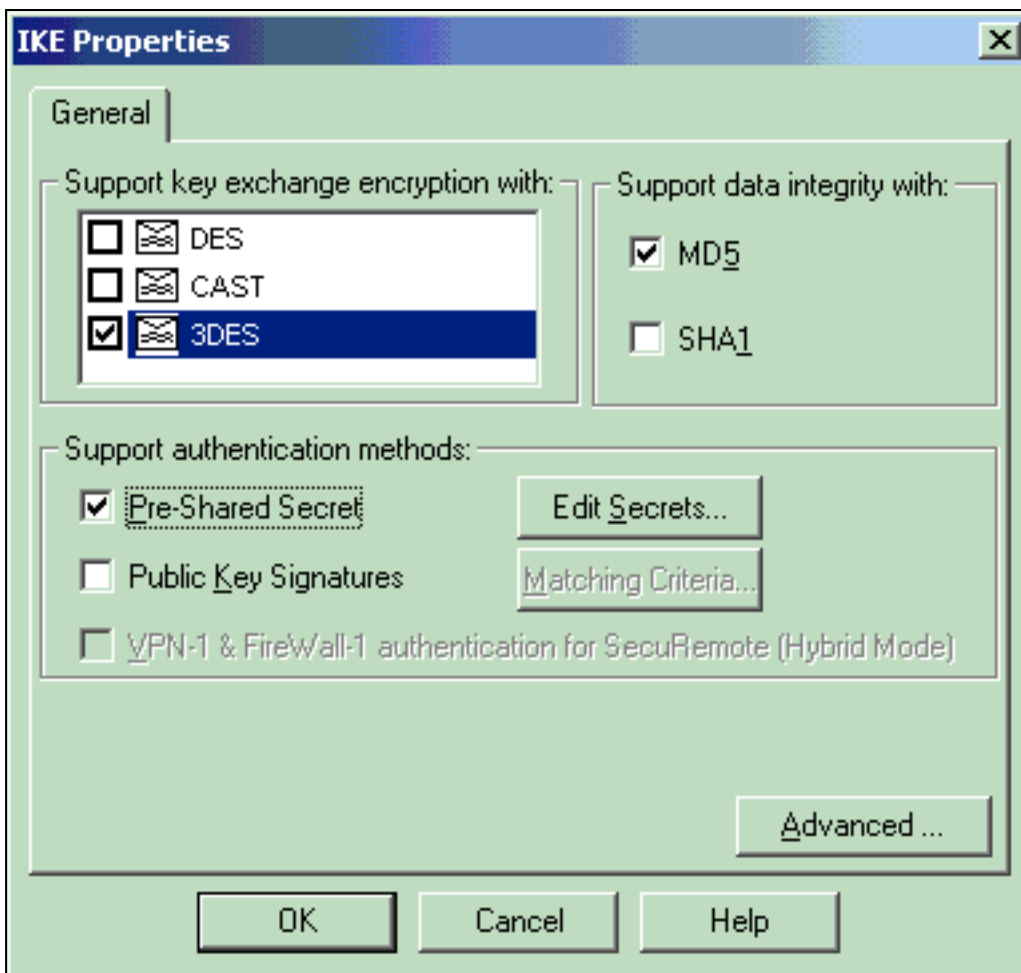 IKE Properties
General
Support key exchange encryption with:
DES
CAST
3DES
Support data integrity with:
MD5
SHA1
Support authentication methods:
Pre-Shared Secret
Edit Secrets...
Public Key Signatures
Matching Criteria...
VPN-1 & FireWall-1 authentication for SecuRemote (Hybrid Mode)
Advanced ...
OK
Cancel
Help